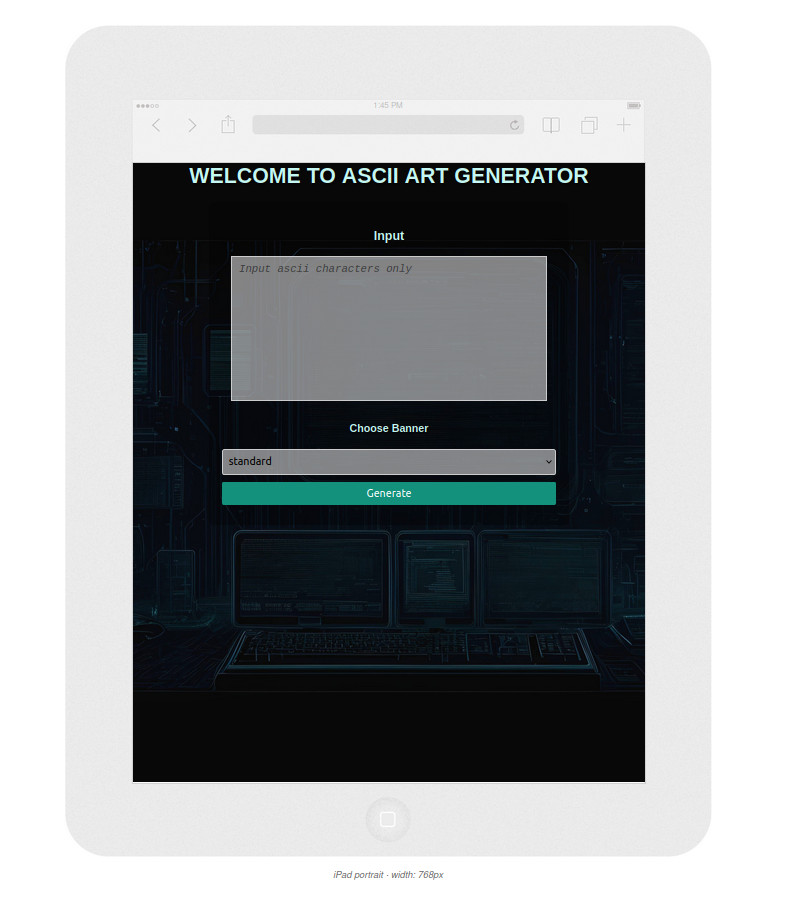 1:45 PM
WELCOME TO ASCII ART GENERATOR
Input
Input ascii characters only
Choose Banner
standard
Generate
iPad portrait - width: 768px